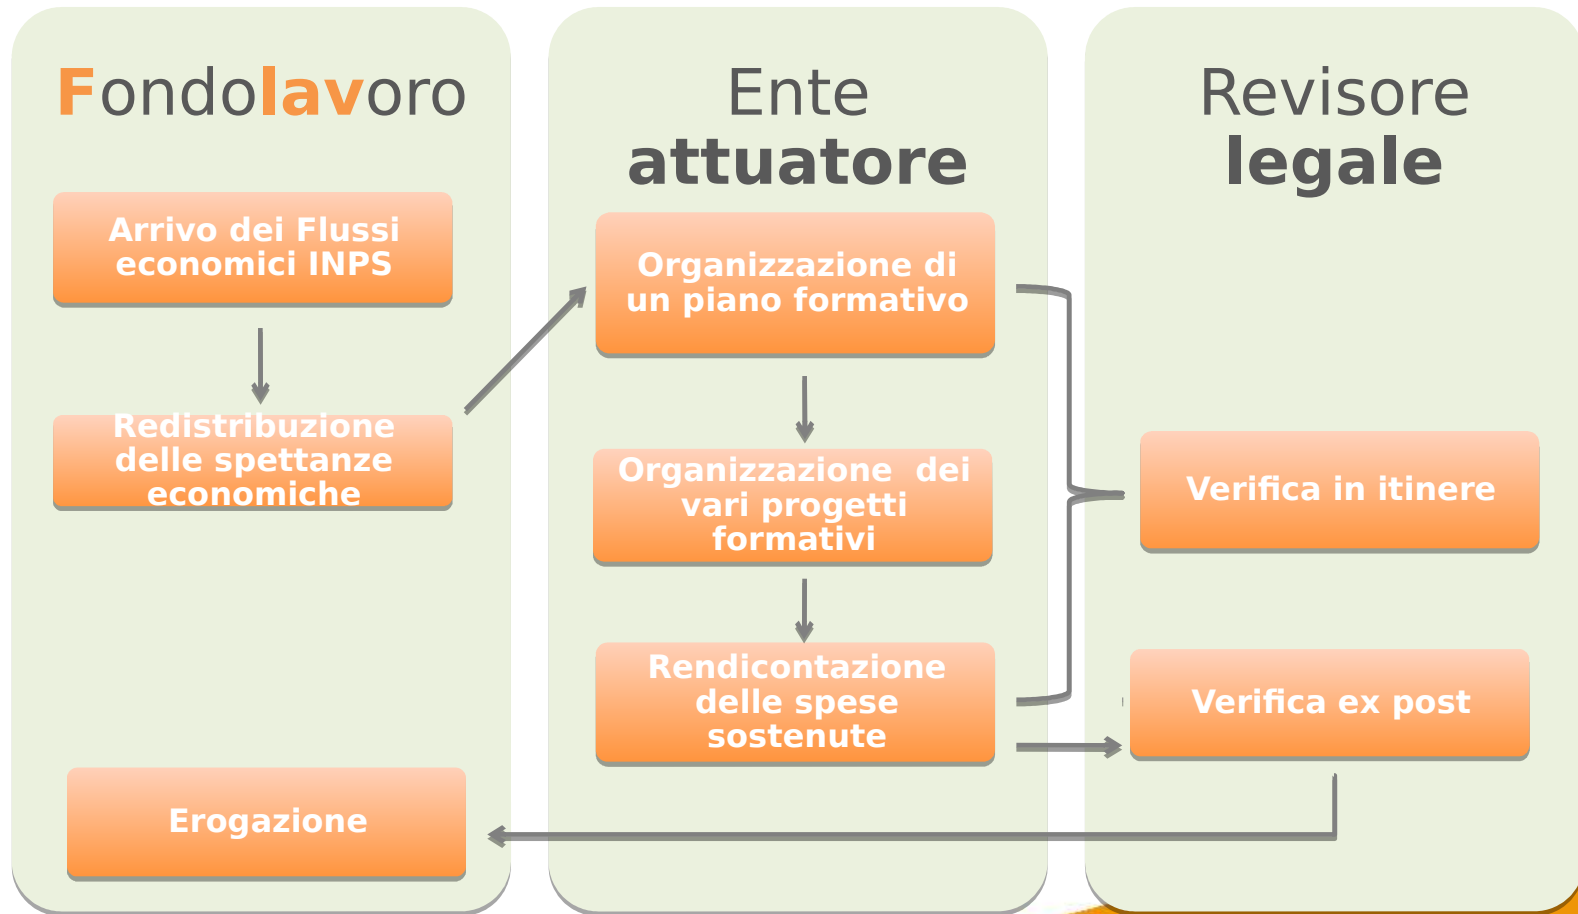 Fondolavoro
Arrivo dei Flussi
economici INPS
Redistribuzione
delle spettanze
economiche
Erogazione
Ente
attuatore
Organizzazione di
un piano formativo
Organizzazione  dei
vari progetti
formativi
Rendicontazione
delle spese
sostenute
Revisore
legale
Verifica in itinere
Verifica ex post